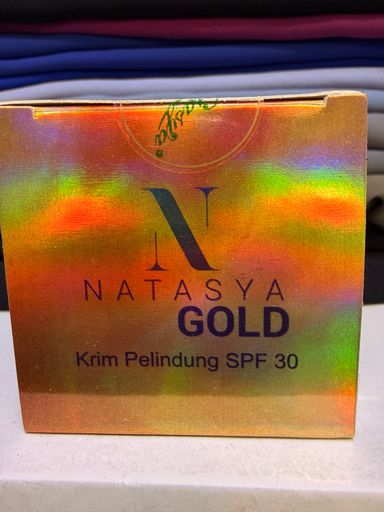 N
NATASYA
GOLD
Krim Pelindung SPF 30